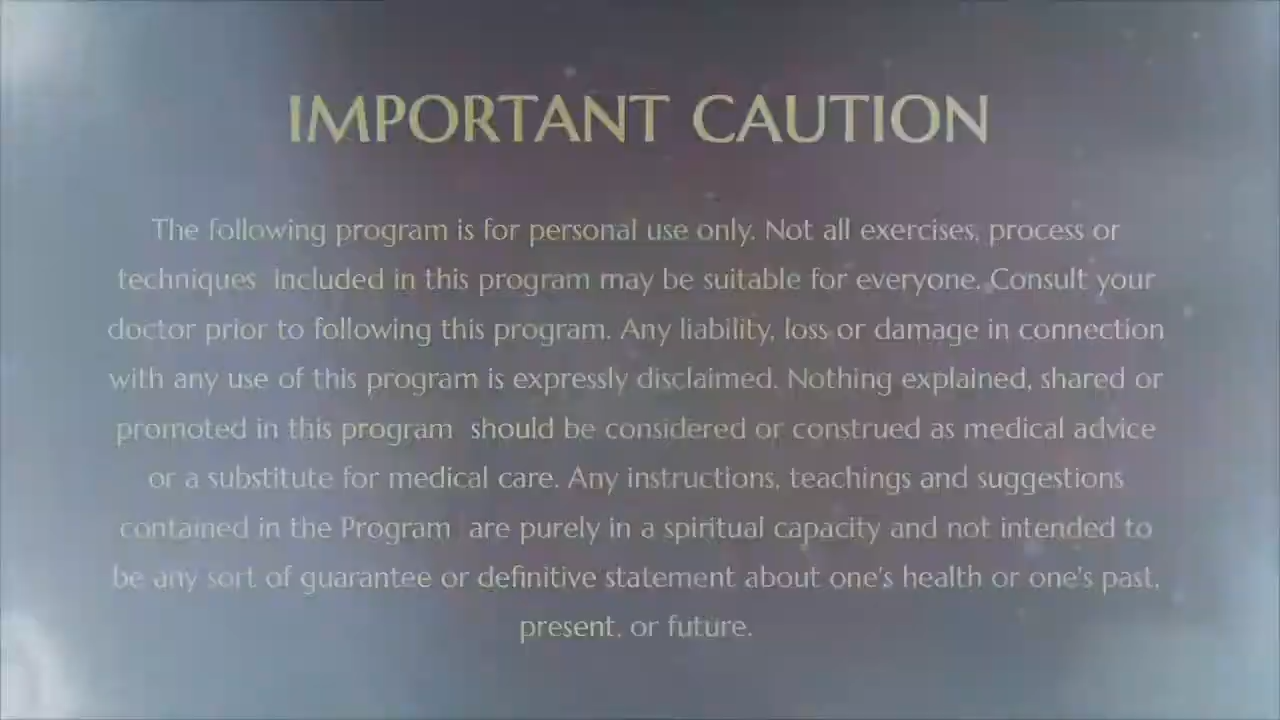 IMPORTANT CAUTION
The following program is for personal use only. Not all exercises, process or
techniques included in this program may be suitable for everyone. Consult your
doctor prior to following this program. Any liability, loss or damage in connection
with any use of this program is expressly disclaimed. Nothing explained, shared or
promoted in this program should be considered or construed as medical advice
or a substitute for medical care. Any instructions, teachings and suggestions
contained in the Program are purely in a spiritual capacity and not intended to
be any sort of guarantee or definitive statement about one's health or one's past,
present, or future.